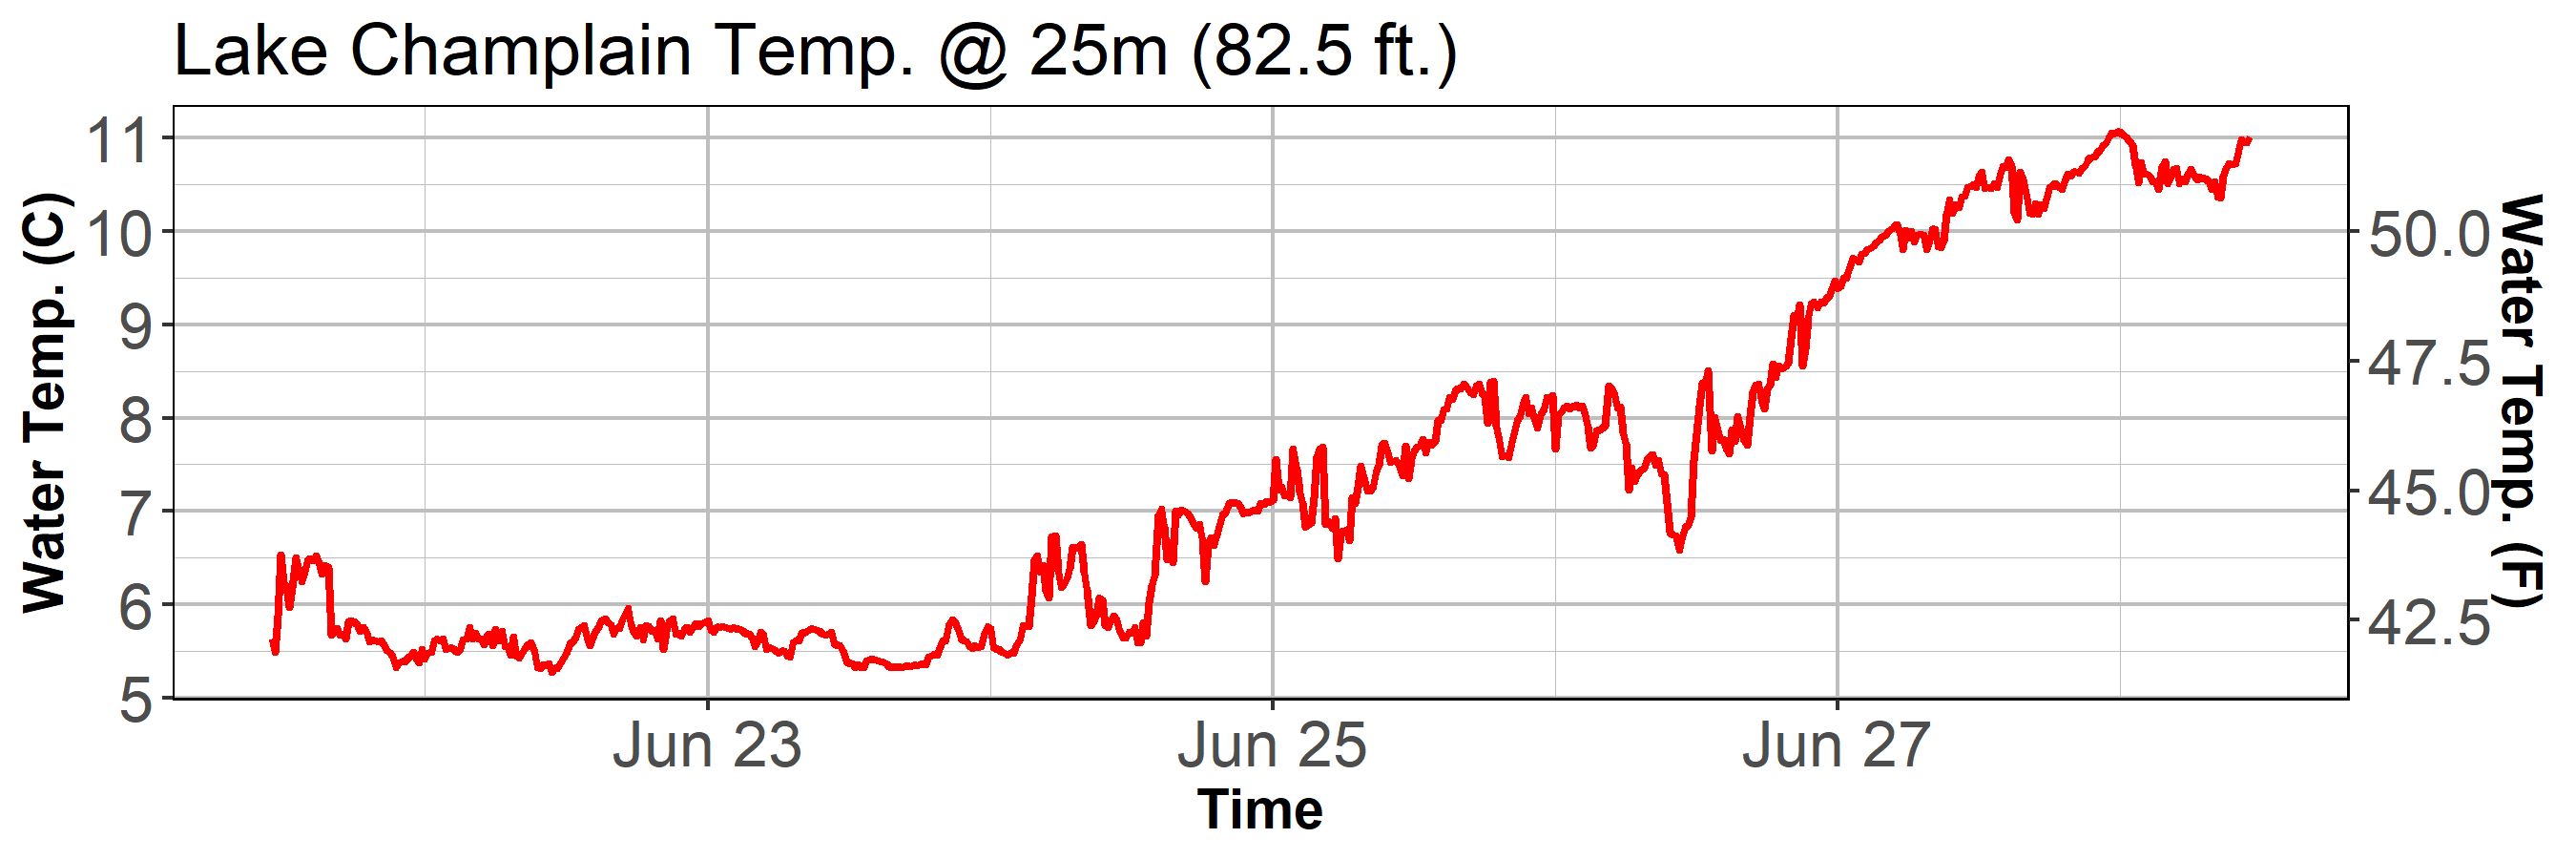 Lake Champlain Temp. @ 25m (82.5 ft.)
Water Temp. (C)
11
10
9
8
7
6
5
50.0
47.5
45.0
42.5
Water Temp. (F)
Jun 23 Jun 25 Jun 27
Time